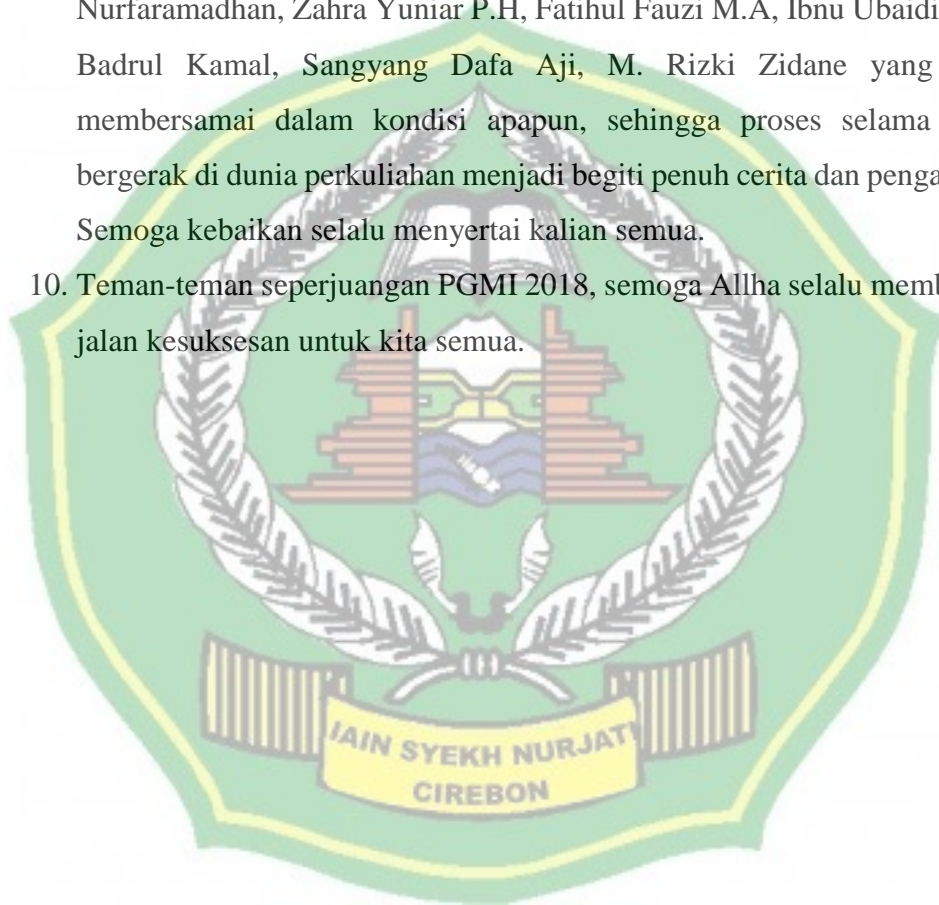 Nurfaramadhan, Zahra Yuniar P.H, Fatihul Fauzi M.A, Ibnu Ubaidi
Badrul Kamal, Sangyang Dafa Aji, M. Rizki Zidane yang
membersamai dalam kondisi apapun, sehingga proses selama
bergerak di dunia perkuliahan menjadi begiti penuh cerita dan
Semoga kebaikan selalu menyertai kalian semua.
10. Teman-teman seperjuangan PGMI 2018, semoga Allha selalu
jalan kesuksesan untuk kita semua.
IAIN SYEKH NURJATI
CIREBON